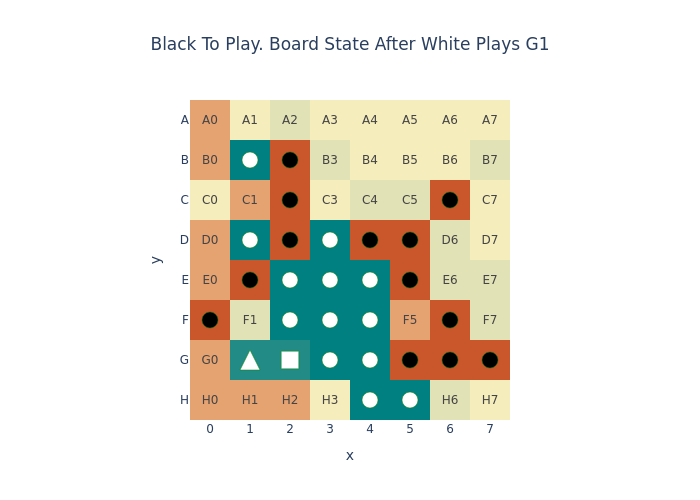 Black To Play. Board State After White Plays G1
A A0 A1 A2 A3 A4 A5 A6 A7
B B0 B3 B4 B5 B6 B7
C C0 C1 C3 C4 C5 C7
D D0 D6 D7
y
E E0 E6 E7
F F1 F5 F7
G G0
H H0 H1 H2 H3 H6 H7
0 1 2 3 4 5 6 7
x